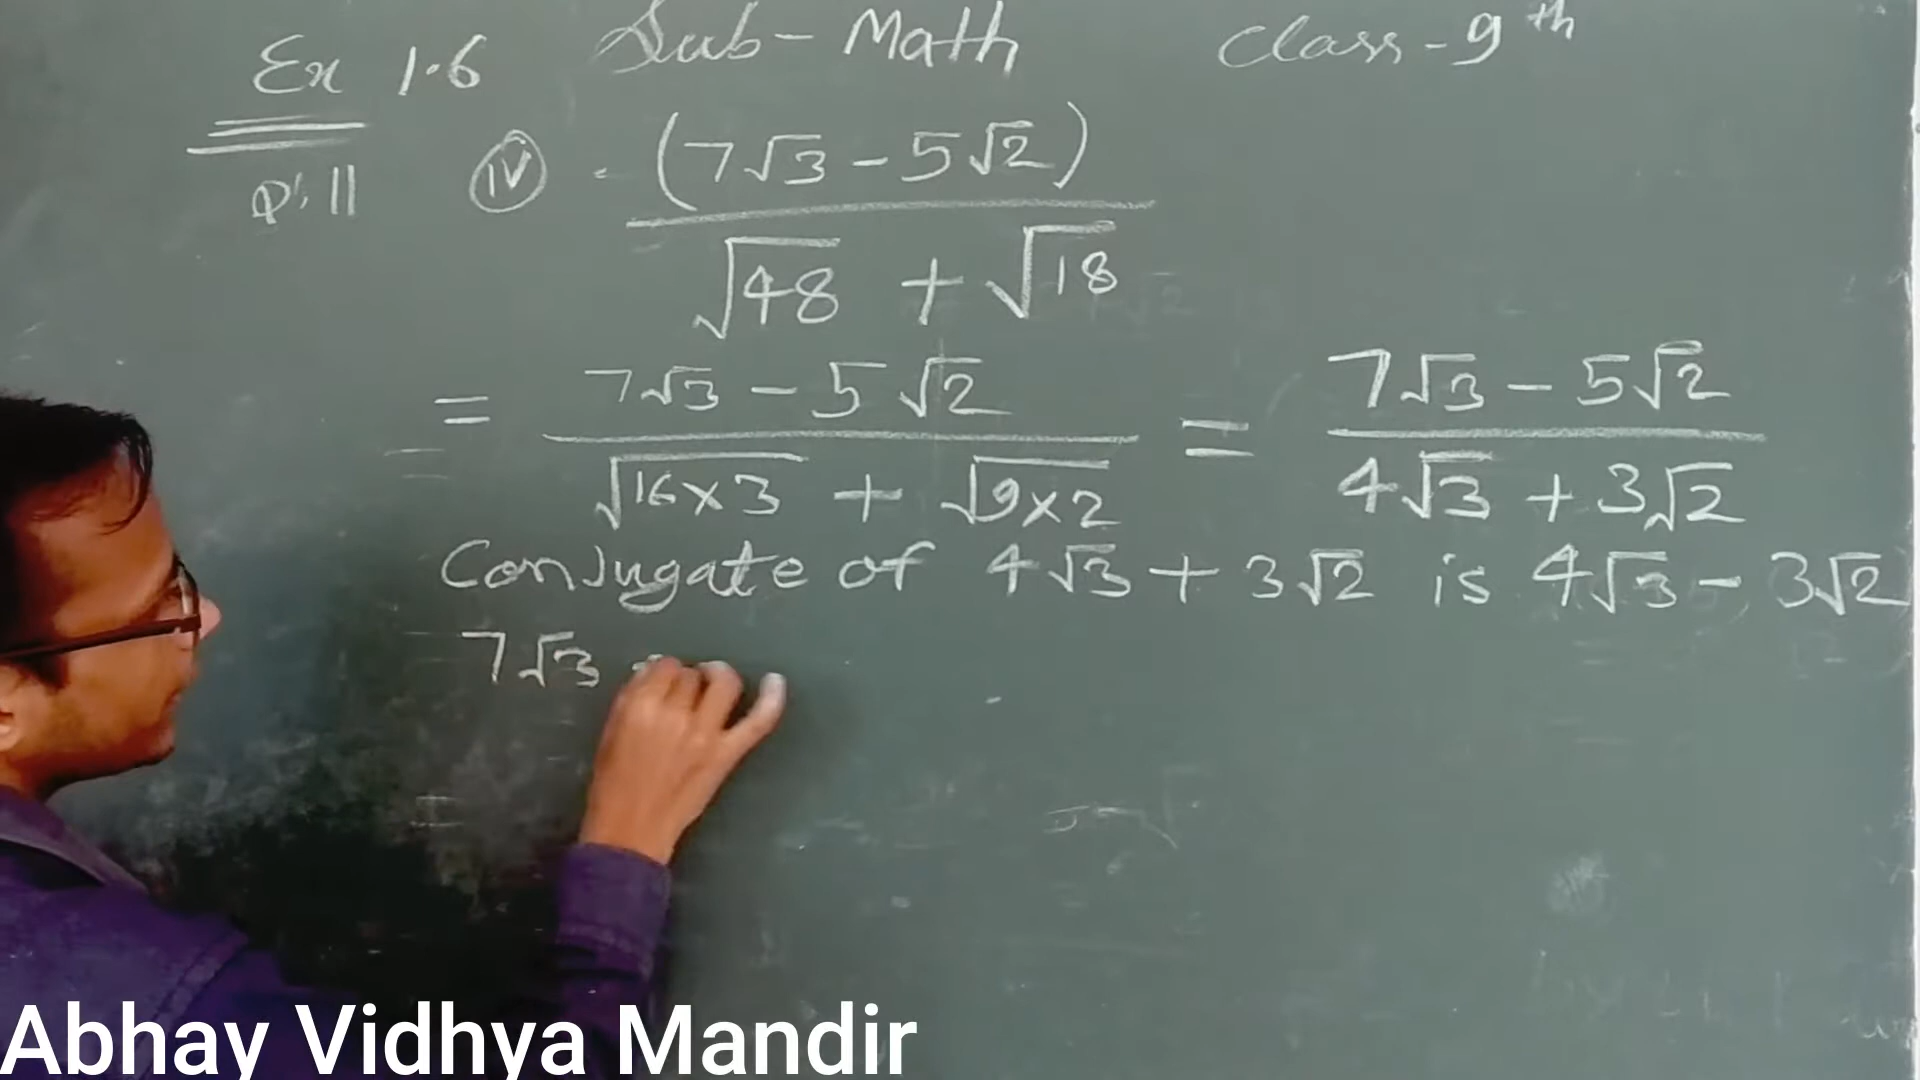 Ex 1.6 Sub- Math Class-9th
Q.11 (iv) (7√3-5√2)
√48 + √18
= 7√3-5√2 = 7√3-5√2
√16×3 + √9×2 4√3+3√2
Conjugate of 4√3+3√2 is 4√3-3√2
7√3
Abhay Vidhya Mandir